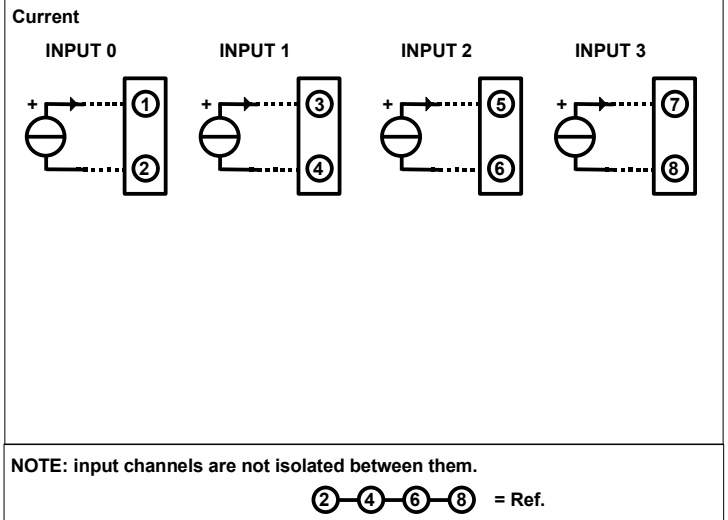 Current
INPUT 0 INPUT 1 INPUT 2 INPUT 3
+ 1 + 3 + 5 + 7
2 4 6 8
NOTE: input channels are not isolated between them.
2 4 6 8 = Ref.